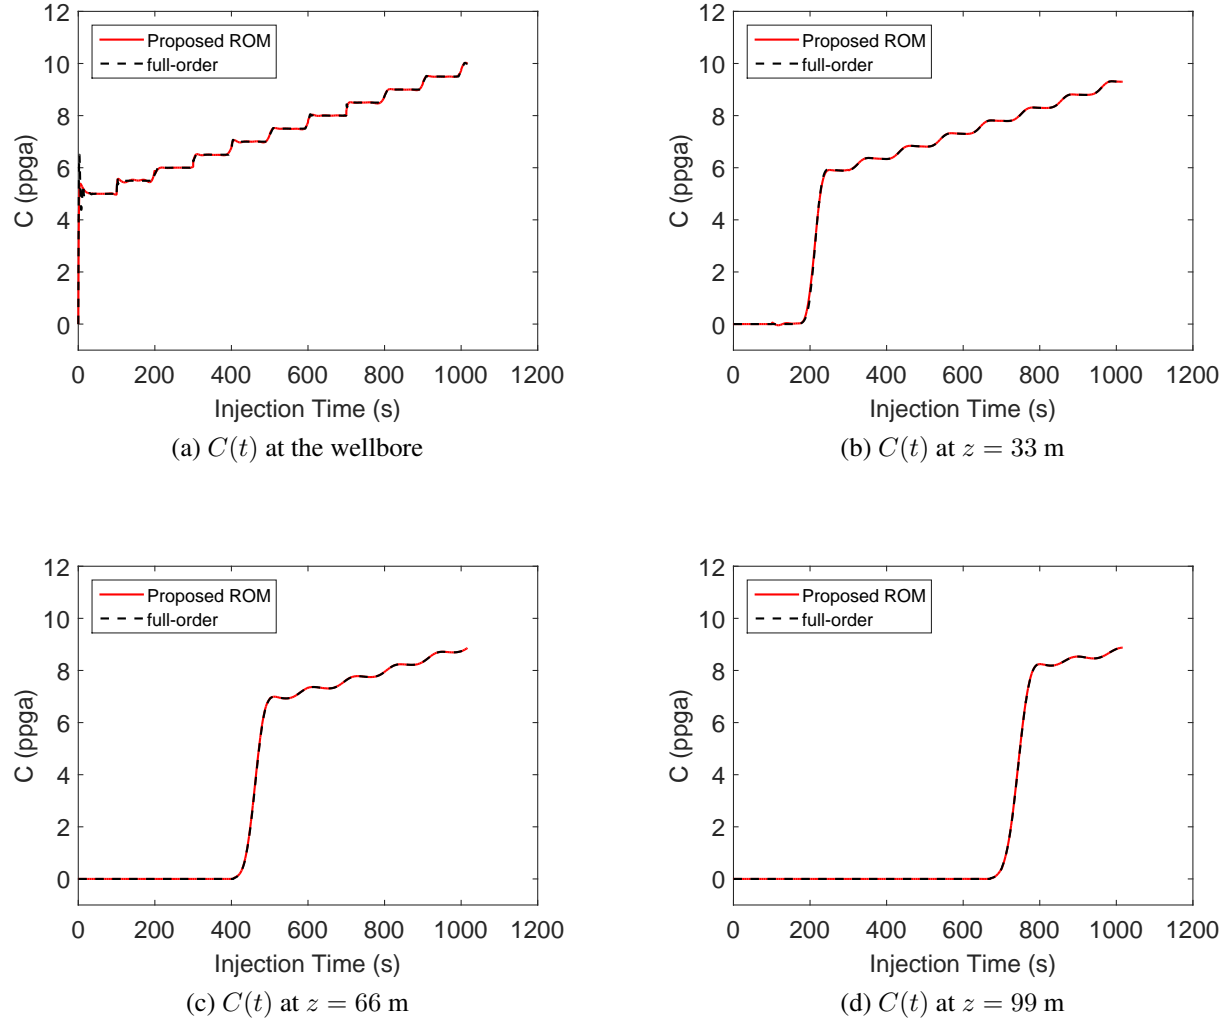 12
10
8
6
4
2
0
C (ppga)
Proposed ROM
full-order
0 200 400 600 800 1000 1200
Injection Time (s)
(a) C(t) at the wellbore
12
10
8
6
4
2
0
C (ppga)
Proposed ROM
full-order
0 200 400 600 800 1000 1200
Injection Time (s)
(b) C(t) at z = 33 m
12
10
8
6
4
2
0
C (ppga)
Proposed ROM
full-order
0 200 400 600 800 1000 1200
Injection Time (s)
(c) C(t) at z = 66 m
12
10
8
6
4
2
0
C (ppga)
Proposed ROM
full-order
0 200 400 600 800 1000 1200
Injection Time (s)
(d) C(t) at z = 99 m